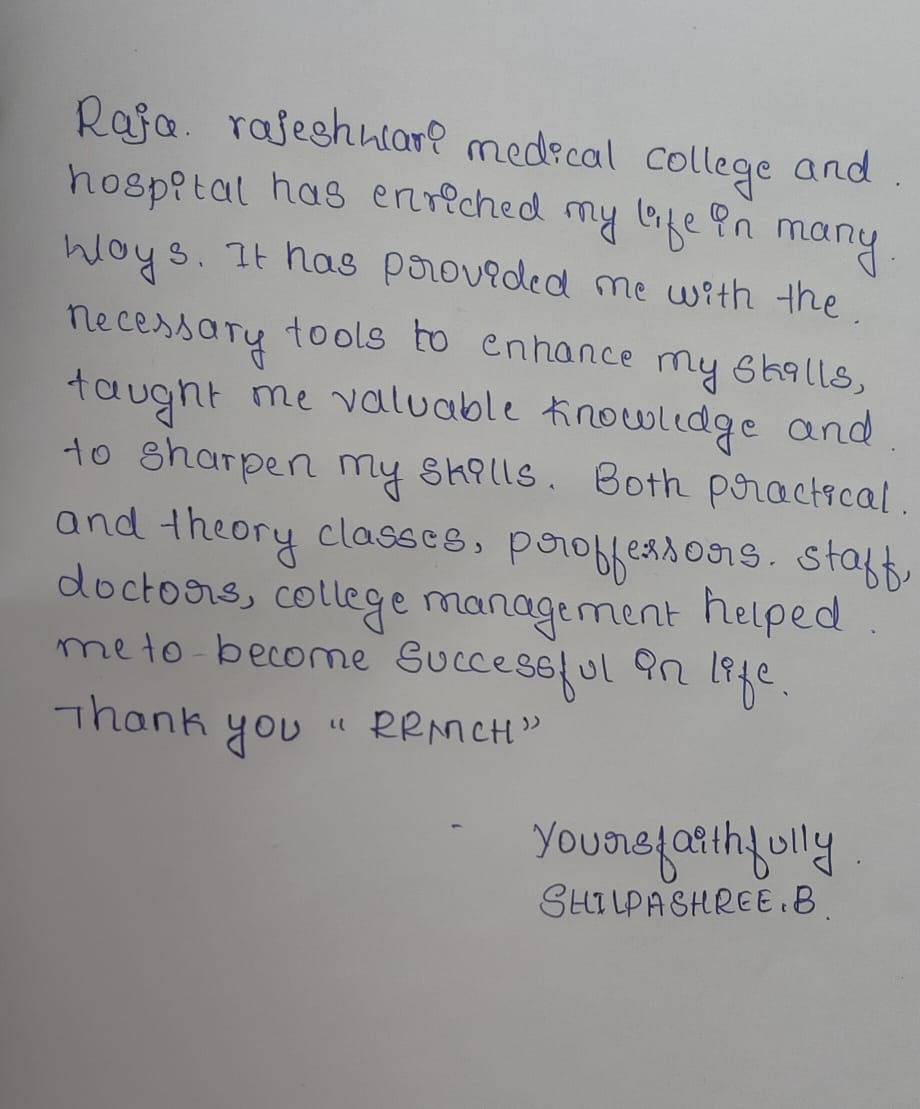 Raja. rajeshwari medical college and.
hospital has enriched my life in many.
ways. It has provided me with the.
necessary tools to enhance my skills,
taught me valuable knowledge and.
to sharpen my skills. Both practical.
and theory classes, proffessors. staff,
doctors, college management helped.
me to become successful in life.
Thank you "RRMCH"
Yours faithfully.
SHILPASHREE.B.